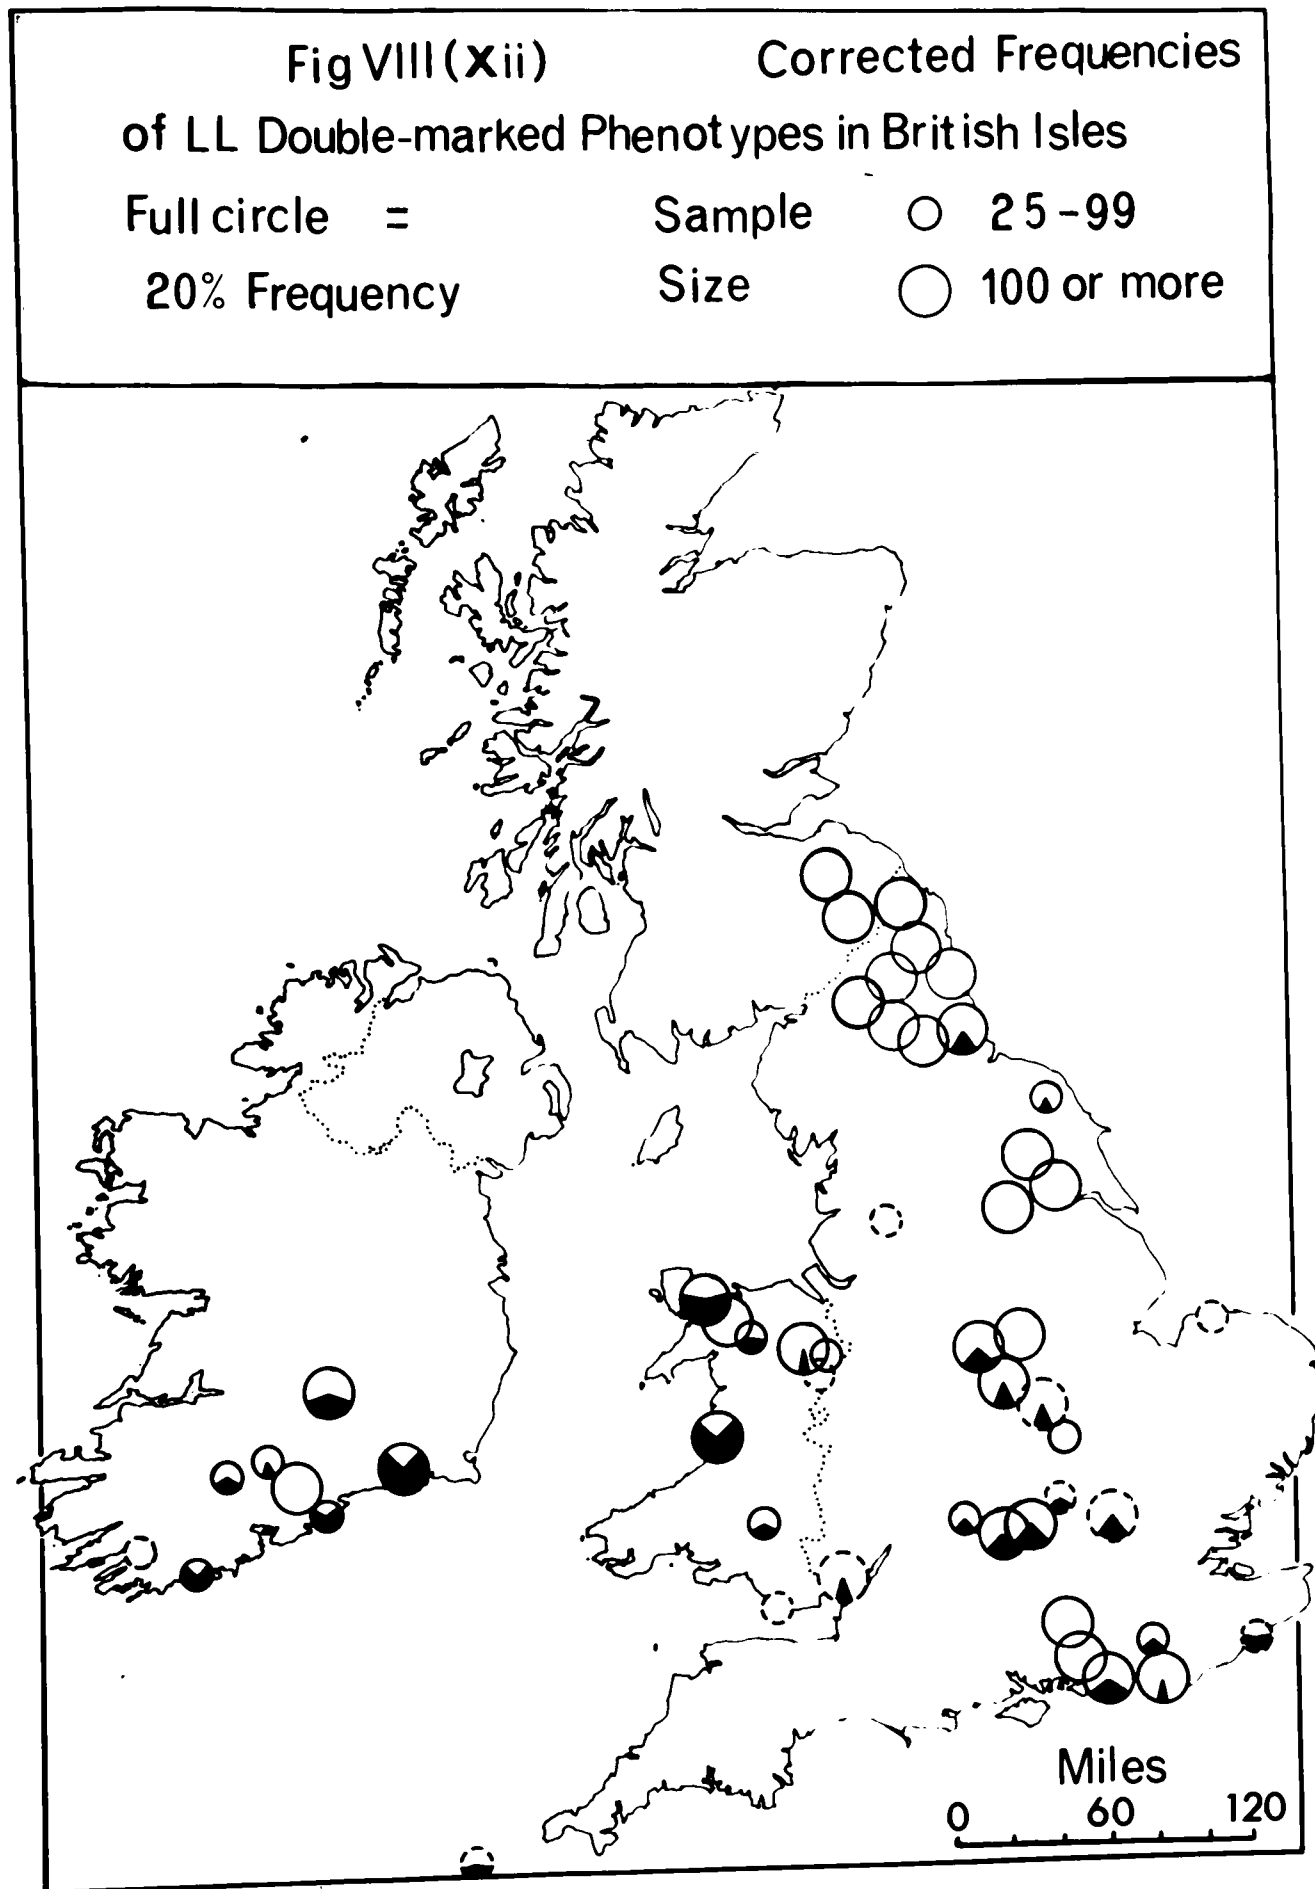 Fig VIII (Xii) Corrected Frequencies
of LL Double-marked Phenotypes in British Isles
Full circle = Sample 25-99
20% Frequency Size 100 or more
Miles
0 60 120